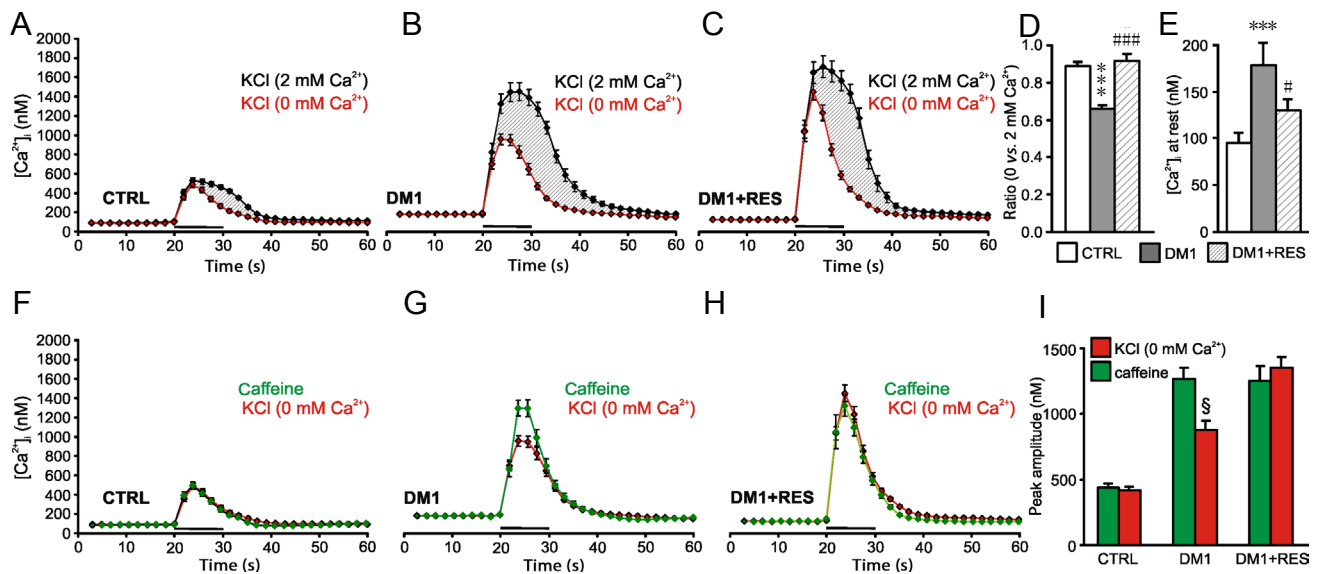 A
2000
1800
1600
1400
1200
1000
800
600
400
200
0
[Ca²⁺]ᵢ (nM)
KCl (2 mM Ca²⁺)
KCl (0 mM Ca²⁺)
CTRL
0 10 20 30 40 50 60
Time (s)
B
KCl (2 mM Ca²⁺)
KCl (0 mM Ca²⁺)
DM1
0 10 20 30 40 50 60
Time (s)
C
KCl (2 mM Ca²⁺)
KCl (0 mM Ca²⁺)
DM1+RES
0 10 20 30 40 50 60
Time (s)
D
1.0
0.8
0.6
0.4
0.2
0.0
Ratio (0 vs. 2 mM Ca²⁺)
***
###
E
200
150
100
50
0
[Ca²⁺]ᵢ at rest (nM)
***
#
CTRL DM1 DM1+RES
F
2000
1800
1600
1400
1200
1000
800
600
400
200
0
[Ca²⁺]ᵢ (nM)
Caffeine
KCl (0 mM Ca²⁺)
CTRL
0 10 20 30 40 50 60
Time (s)
G
Caffeine
KCl (0 mM Ca²⁺)
DM1
0 10 20 30 40 50 60
Time (s)
H
Caffeine
KCl (0 mM Ca²⁺)
DM1+RES
0 10 20 30 40 50 60
Time (s)
I
1500
1000
500
0
Peak amplitude (nM)
KCl (0 mM Ca²⁺)
caffeine
§
CTRL DM1 DM1+RES